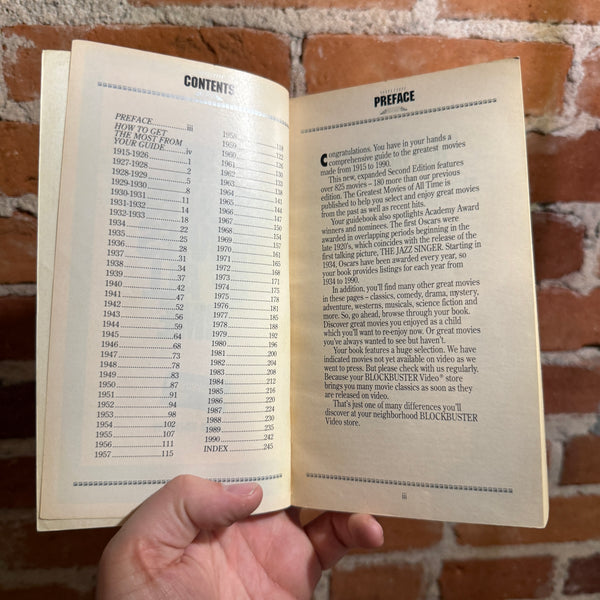 CONTENTS
PREFACE..................iii
HOW TO GET
THE MOST FROM
YOUR GUIDE..........iv
1915-1926....................1
1927-1928....................2
1928-1929....................5
1929-1930....................8
1930-1931....................11
1931-1932....................14
1932-1933....................18
1934....................22
1935....................25
1936....................28
1937....................31
1938....................34
1939....................37
1940....................42
1941....................47
1942....................52
1943....................56
1944....................59
1945....................64
1946....................68
1947....................73
1948....................78
1949....................83
1950....................87
1951....................91
1952....................94
1953....................98
1954....................102
1955....................107
1956....................111
1957....................115
1958....................118
1959....................122
1960....................126
1961....................130
1962....................133
1963....................138
1964....................141
1965....................144
1966....................147
1967....................150
1968....................154
1969....................157
1970....................161
1971....................165
1972....................168
1973....................171
1974....................175
1975....................178
1976....................181
1977....................185
1978....................188
1979....................192
1980....................196
1981....................200
1982....................204
1983....................208
1984....................212
1985....................216
1986....................220
1987....................224
1988....................230
1989....................235
1990....................242
INDEX....................245
PREFACE
Congratulations. You have in your hands a
comprehensive guide to the greatest movies
made from 1915 to 1990.
This new, expanded Second Edition features
over 825 movies – 180 more than our previous
edition. The Greatest Movies of All Time is
published to help you select and enjoy great movies
from the past as well as recent hits.
Your guidebook also spotlights Academy Award
winners and nominees. The first Oscars were
awarded in overlapping periods beginning in the
late 1920's, which coincides with the release of the
first talking picture, THE JAZZ SINGER. Starting in
1934, Oscars have been awarded every year, so
your book provides listings for each year from
1934 to 1990.
In addition, you'll find many other great movies
in these pages – classics, comedy, drama, mystery,
adventure, westerns, musicals, science fiction and
more. So, go ahead, browse through your book.
Discover great movies you enjoyed as a child
which you'll want to re-enjoy now. Or great movies
you've always wanted to see but haven't.
Your book features a huge selection. We have
indicated movies not yet available on video as we
went to press. But please check with us regularly.
Because your BLOCKBUSTER Video® store
brings you many movie classics as soon as they
are released on video.
That's just one of many differences you'll
discover at your neighborhood BLOCKBUSTER
Video store.
iii